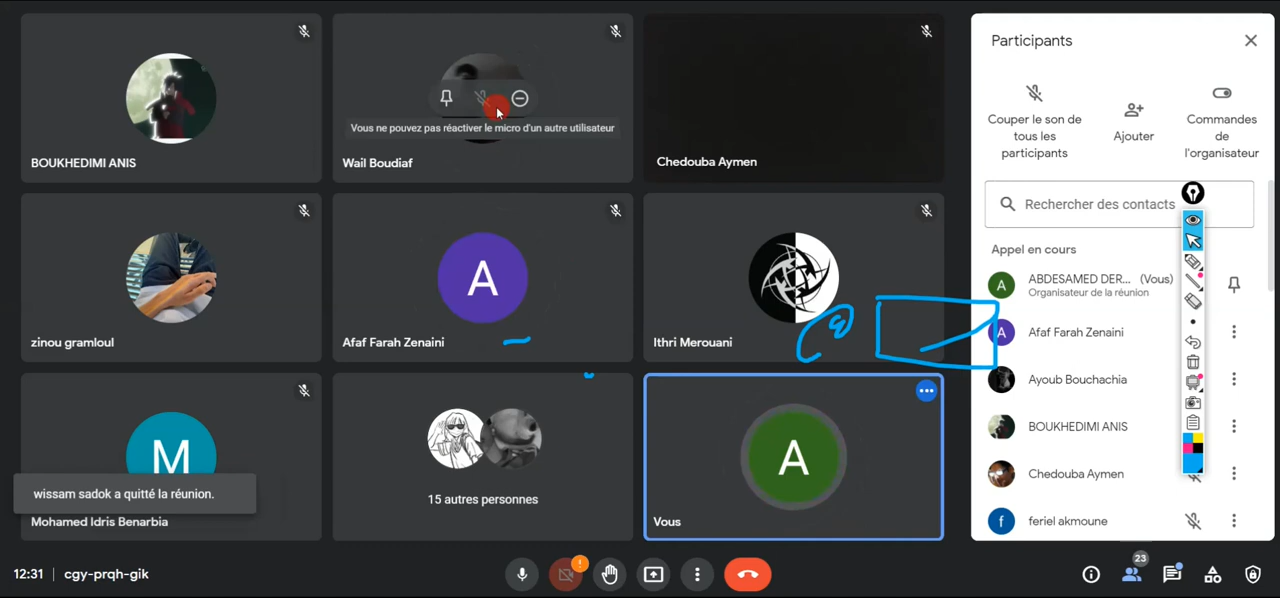 Vous ne pouvez pas réactiver le micro d'un autre utilisateur
BOUKHEDIMI ANIS
Wail Boudiaf
Chedouba Aymen
zinou gramloul
A
Afaf Farah Zenaini
Ithri Merouani
M
wissam sadok a quitté la réunion.
Mohamed Idris Benarbia
15 autres personnes
A
Vous
Participants
Couper le son de
tous les
participants
Ajouter
Commandes
de
l'organisateur
Rechercher des contacts
Appel en cours
A
ABDESAMED DER... (Vous)
Organisateur de la réunion
A
Afaf Farah Zenaini
Ayoub Bouchachia
BOUKHEDIMI ANIS
Chedouba Aymen
f
feriel akmoune
12:31 | cgy-prqh-gik
!
23